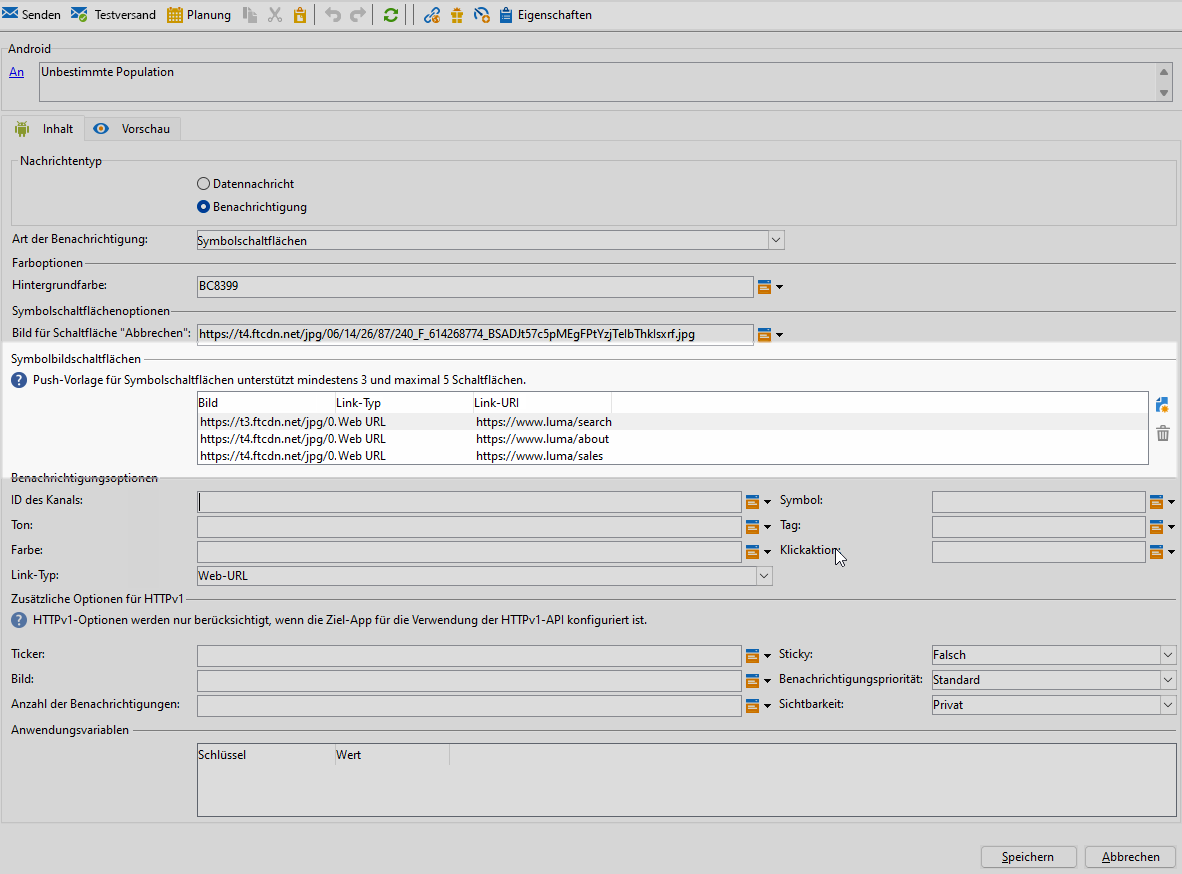 Senden Testversand Planung Eigenschaften
Android
An Unbestimmte Population
Inhalt Vorschau
Nachrichtentyp
Datennachricht
Benachrichtigung
Art der Benachrichtigung: Symbolschaltflächen
Farboptionen
Hintergrundfarbe: BC8399
Symbolschaltflächenoptionen
Bild für Schaltfläche "Abbrechen": https://t4.ftcdn.net/jpg/06/14/26/87/240_F_614268774_BSADJt57c5pMEgFPtYzjTelbThklsxrf.jpg
Symbolbildschaltflächen
Push-Vorlage für Symbolschaltflächen unterstützt mindestens 3 und maximal 5 Schaltflächen.
Bild Link-Typ Link-URI
https://t3.ftcdn.net/jpg/0. Web URL https://www.luma/search
https://t4.ftcdn.net/jpg/0. Web URL https://www.luma/about
https://t4.ftcdn.net/jpg/0. Web URL https://www.luma/sales
Benachrichtigungsoptionen
ID des Kanals: Symbol:
Ton: Tag:
Farbe: Klickaktion:
Link-Typ: Web-URL
Zusätzliche Optionen für HTTPv1
HTTPv1-Optionen werden nur berücksichtigt, wenn die Ziel-App für die Verwendung der HTTPv1-API konfiguriert ist.
Ticker: Sticky: Falsch
Bild: Benachrichtigungspriorität: Standard
Anzahl der Benachrichtigungen: Sichtbarkeit: Privat
Anwendungsvariablen
Schlüssel Wert
Speichern Abbrechen